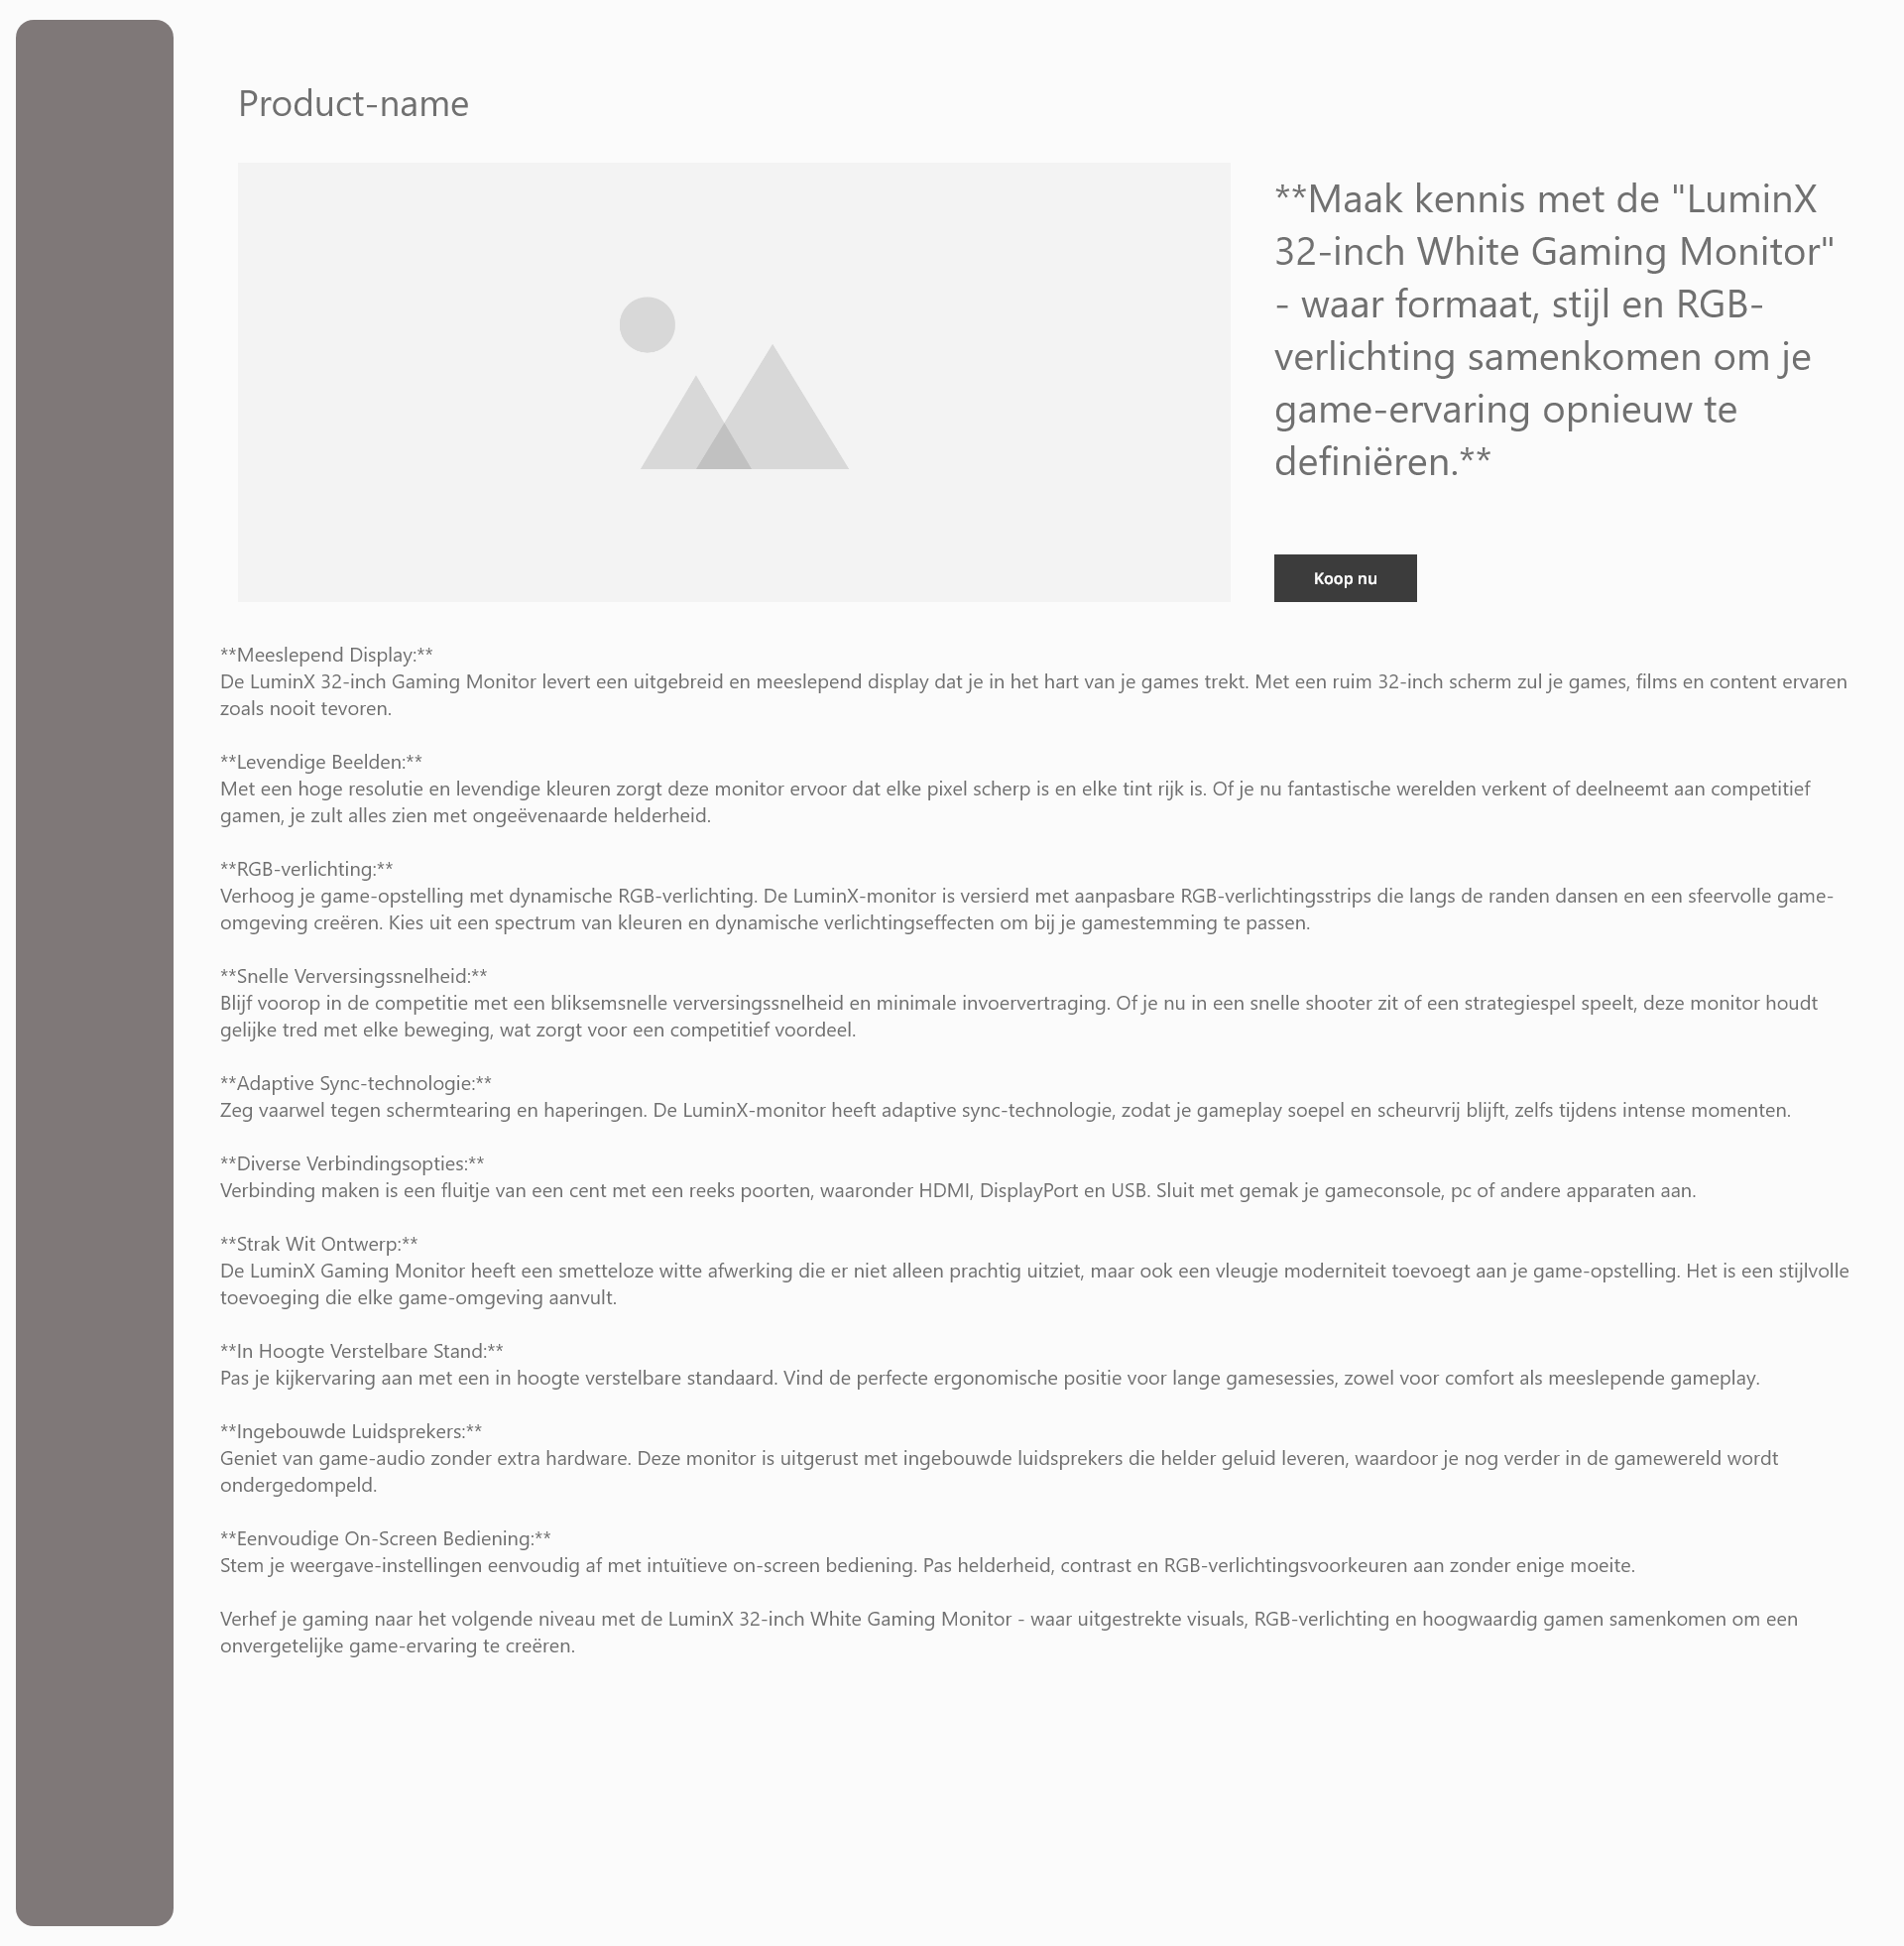 Product-name
**Maak kennis met de "LuminX
32-inch White Gaming Monitor"
- waar formaat, stijl en RGB-
verlichting samenkomen om je
game-ervaring opnieuw te
definiëren.**
Koop nu
**Meeslepend Display:**
De LuminX 32-inch Gaming Monitor levert een uitgebreid en meeslepend display dat je in het hart van je games trekt. Met een ruim 32-inch scherm zul je games, films en content ervaren
zoals nooit tevoren.
**Levendige Beelden:**
Met een hoge resolutie en levendige kleuren zorgt deze monitor ervoor dat elke pixel scherp is en elke tint rijk is. Of je nu fantastische werelden verkent of deelneemt aan competitief
gamen, je zult alles zien met ongeëvenaarde helderheid.
**RGB-verlichting:**
Verhoog je game-opstelling met dynamische RGB-verlichting. De LuminX-monitor is versierd met aanpasbare RGB-verlichtingsstrips die langs de randen dansen en een sfeervolle game-
omgeving creëren. Kies uit een spectrum van kleuren en dynamische verlichtingseffecten om bij je gamestemming te passen.
**Snelle Verversingssnelheid:**
Blijf voorop in de competitie met een bliksemsnelle verversingssnelheid en minimale invoervertraging. Of je nu in een snelle shooter zit of een strategiespel speelt, deze monitor houdt
gelijke tred met elke beweging, wat zorgt voor een competitief voordeel.
**Adaptive Sync-technologie:**
Zeg vaarwel tegen schermtearing en haperingen. De LuminX-monitor heeft adaptive sync-technologie, zodat je gameplay soepel en scheurvrij blijft, zelfs tijdens intense momenten.
**Diverse Verbindingsopties:**
Verbinding maken is een fluitje van een cent met een reeks poorten, waaronder HDMI, DisplayPort en USB. Sluit met gemak je gameconsole, pc of andere apparaten aan.
**Strak Wit Ontwerp:**
De LuminX Gaming Monitor heeft een smetteloze witte afwerking die er niet alleen prachtig uitziet, maar ook een vleugje moderniteit toevoegt aan je game-opstelling. Het is een stijlvolle
toevoeging die elke game-omgeving aanvult.
**In Hoogte Verstelbare Stand:**
Pas je kijkervaring aan met een in hoogte verstelbare standaard. Vind de perfecte ergonomische positie voor lange gamesessies, zowel voor comfort als meeslepende gameplay.
**Ingebouwde Luidsprekers:**
Geniet van game-audio zonder extra hardware. Deze monitor is uitgerust met ingebouwde luidsprekers die helder geluid leveren, waardoor je nog verder in de gamewereld wordt
ondergedompeld.
**Eenvoudige On-Screen Bediening:**
Stem je weergave-instellingen eenvoudig af met intuïtieve on-screen bediening. Pas helderheid, contrast en RGB-verlichtingsvoorkeuren aan zonder enige moeite.
Verhef je gaming naar het volgende niveau met de LuminX 32-inch White Gaming Monitor - waar uitgestrekte visuals, RGB-verlichting en hoogwaardig gamen samenkomen om een
onvergetelijke game-ervaring te creëren.